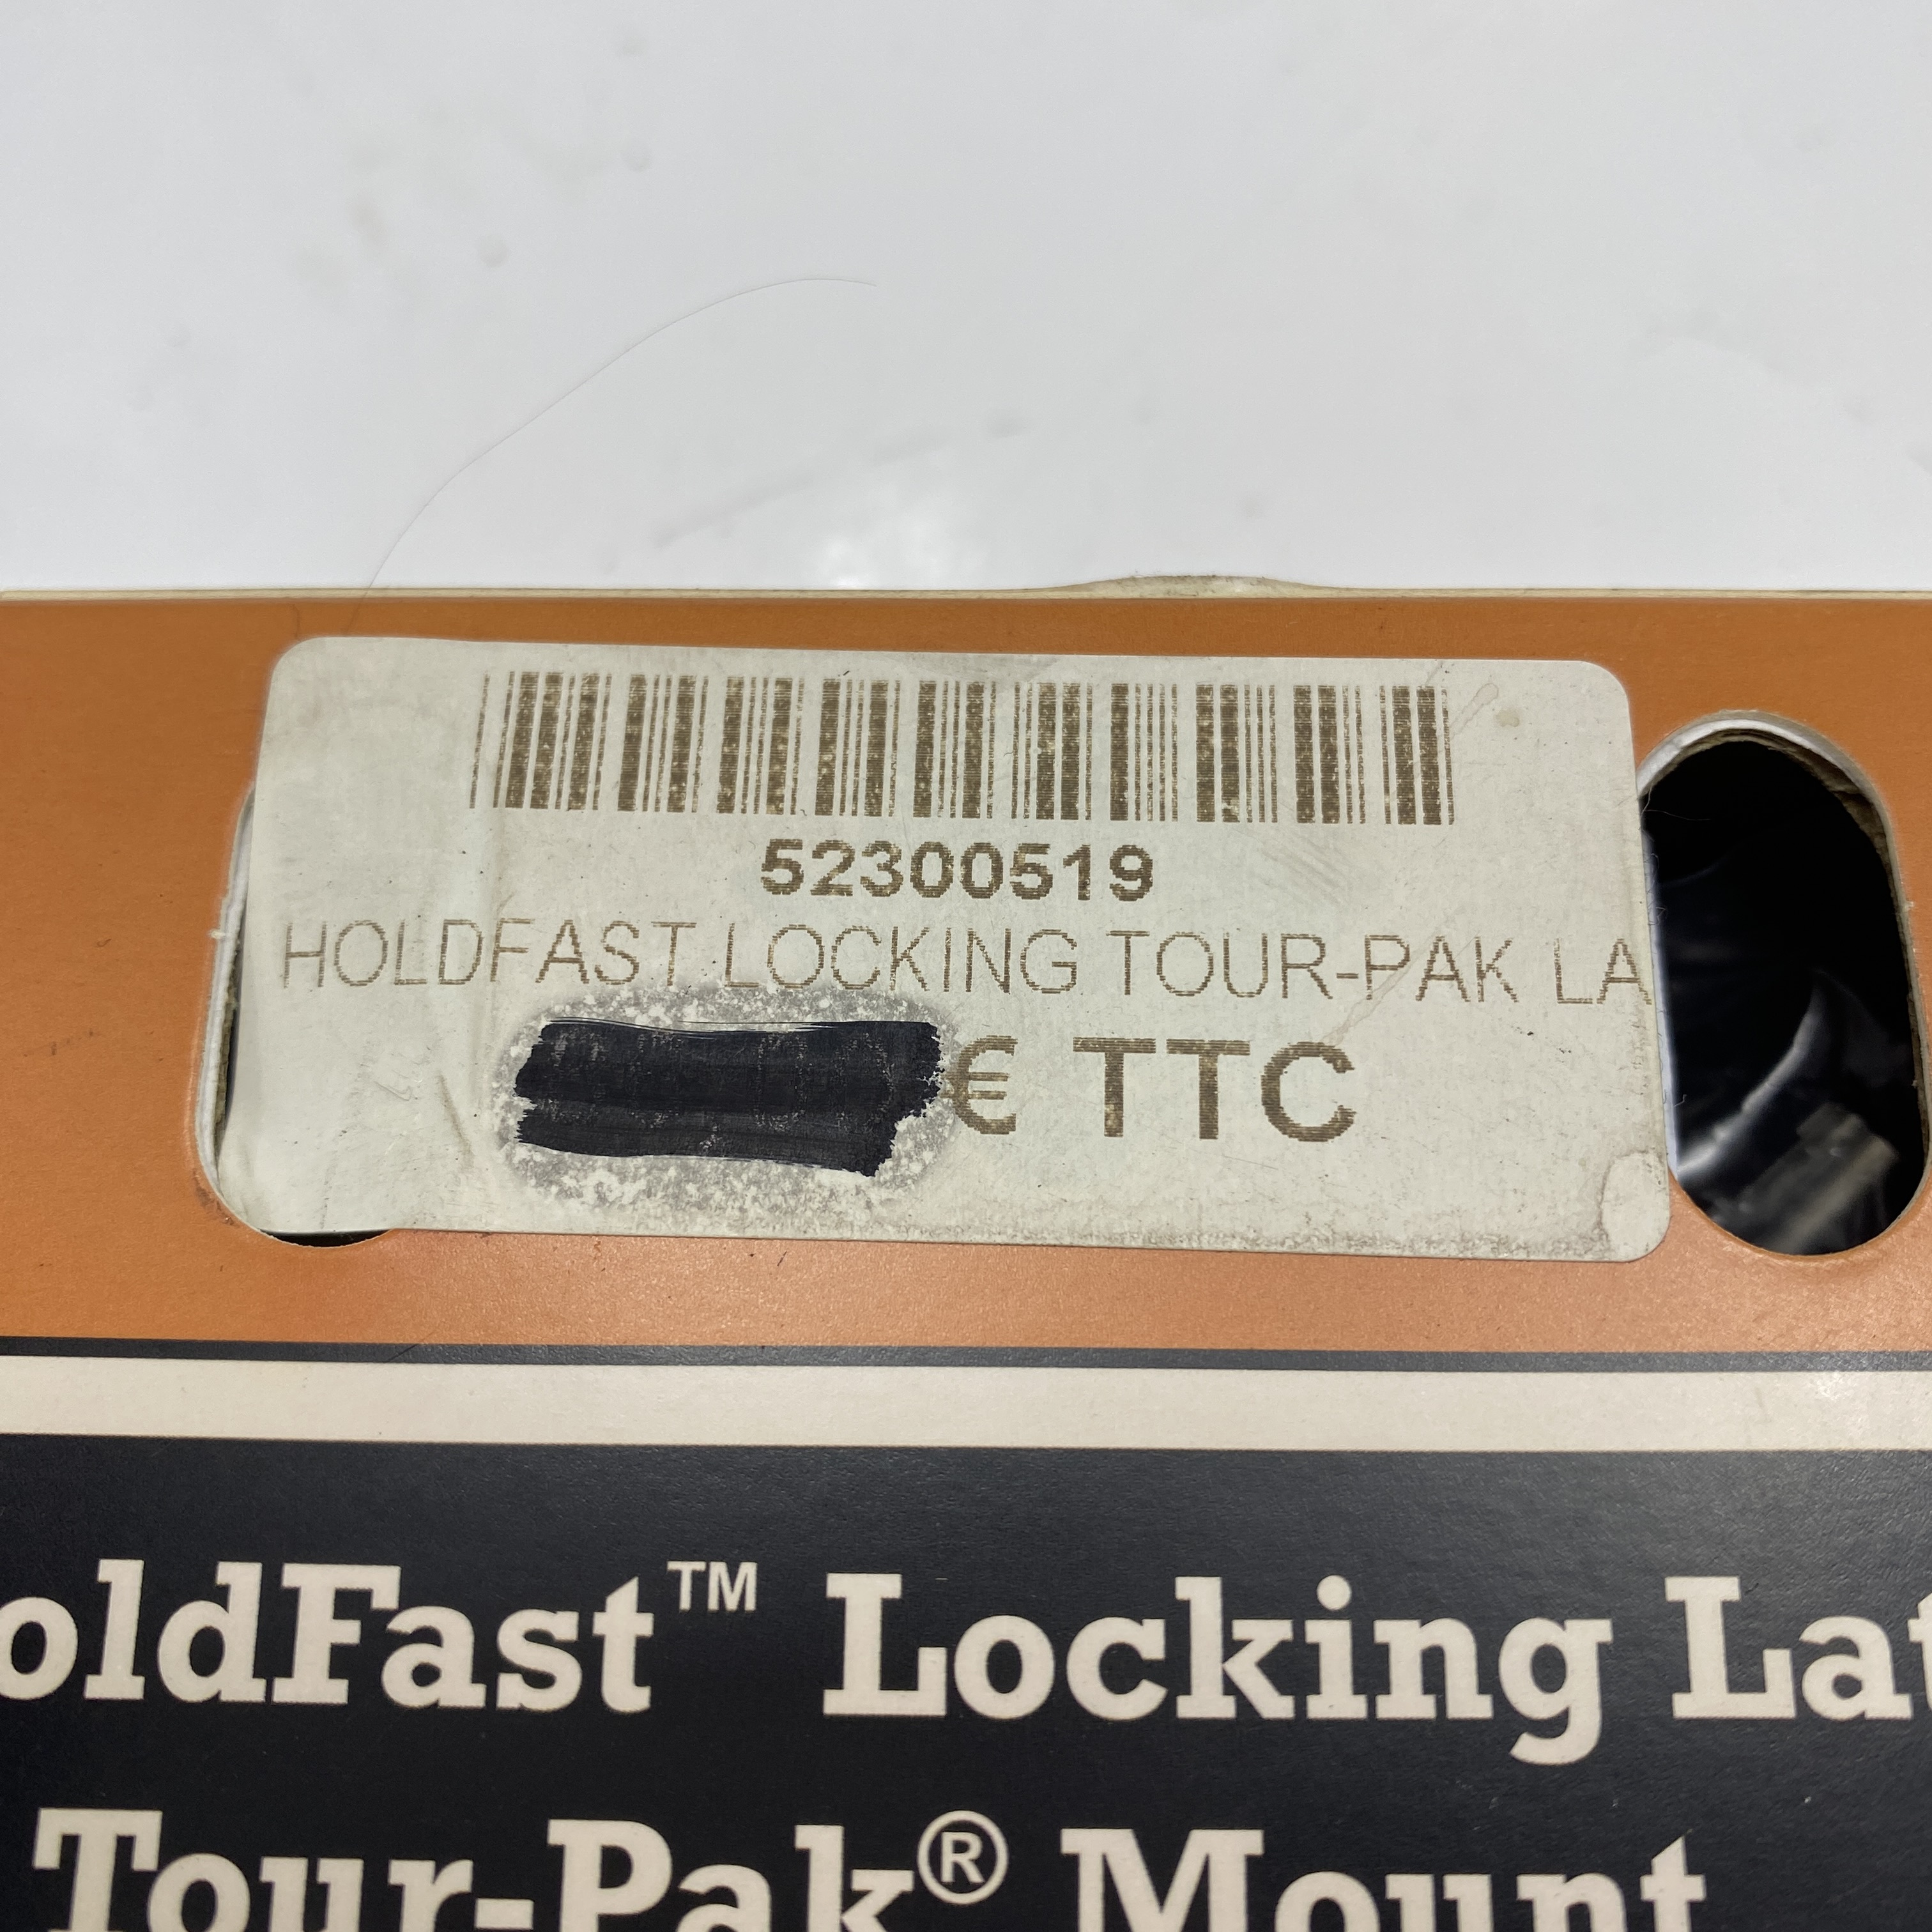 52300519
HOLDFAST LOCKING TOUR-PAK LA
€ TTC
oldFast™ Locking Lat
Tour-Pak® Mount